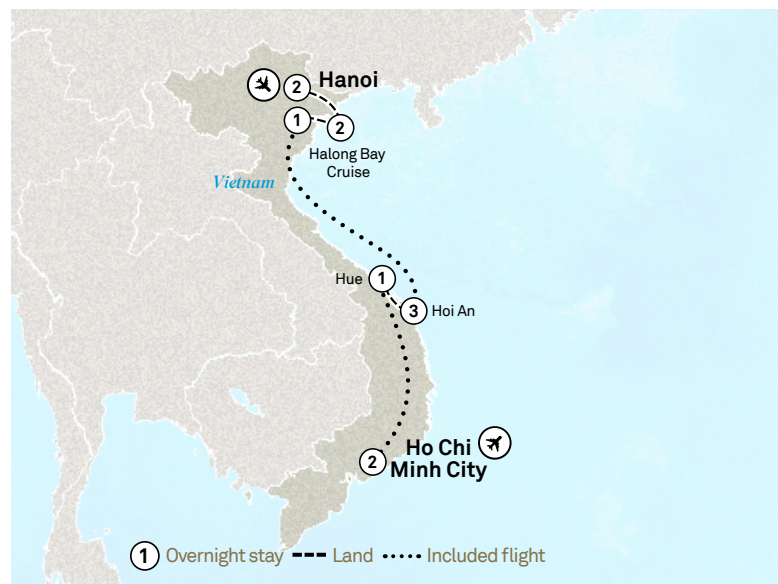 2
Hanoi
1
2
Halong Bay
Cruise
Vietnam
Hue
1
3
Hoi An
Ho Chi
Minh City
2
1 Overnight stay Land Included flight